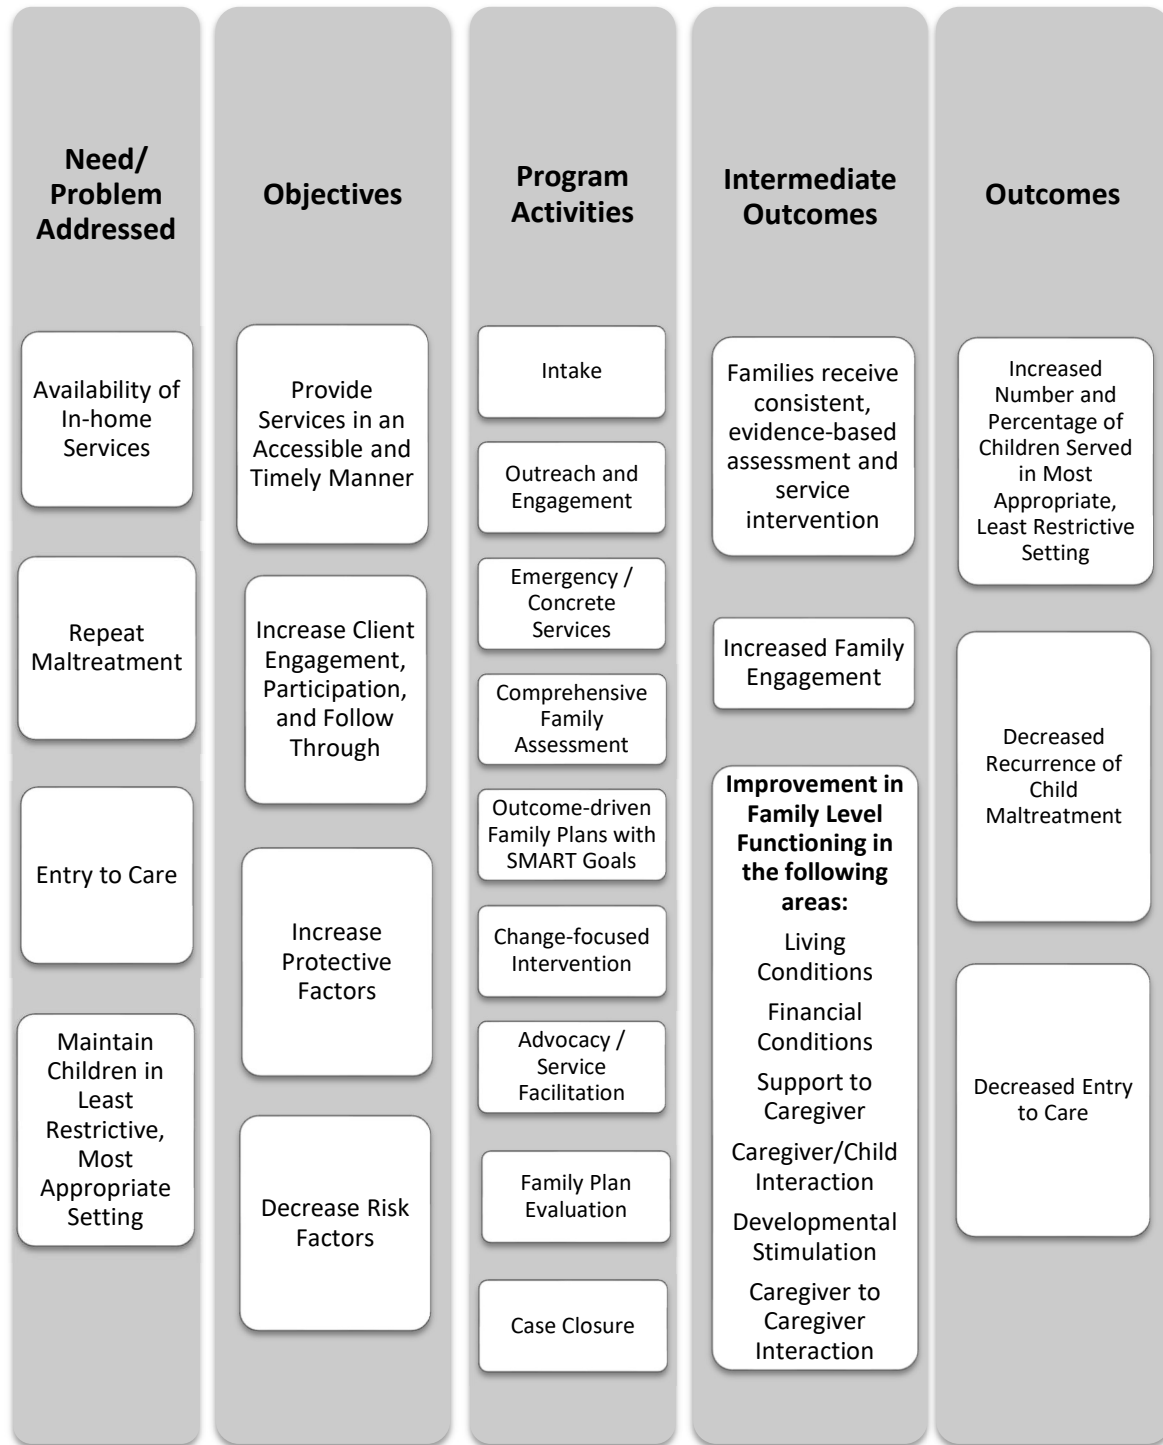 Need/
Problem
Addressed
Availability of
In-home
Services
Repeat
Maltreatment
Entry to Care
Maintain
Children in
Least
Restrictive,
Most
Appropriate
Setting
Objectives
Provide
Services in an
Accessible and
Timely Manner
Increase Client
Engagement,
Participation,
and Follow
Through
Increase
Protective
Factors
Decrease Risk
Factors
Program
Activities
Intake
Outreach and
Engagement
Emergency /
Concrete
Services
Comprehensive
Family
Assessment
Outcome-driven
Family Plans with
SMART Goals
Change-focused
Intervention
Advocacy /
Service
Facilitation
Family Plan
Evaluation
Case Closure
Intermediate
Outcomes
Families receive
consistent,
evidence-based
assessment and
service
intervention
Increased Family
Engagement
Improvement in
Family Level
Functioning in
the following
areas:
Living
Conditions
Financial
Conditions
Support to
Caregiver
Caregiver/Child
Interaction
Developmental
Stimulation
Caregiver to
Caregiver
Interaction
Outcomes
Increased
Number and
Percentage of
Children Served
in Most
Appropriate,
Least Restrictive
Setting
Decreased
Recurrence of
Child
Maltreatment
Decreased Entry
to Care